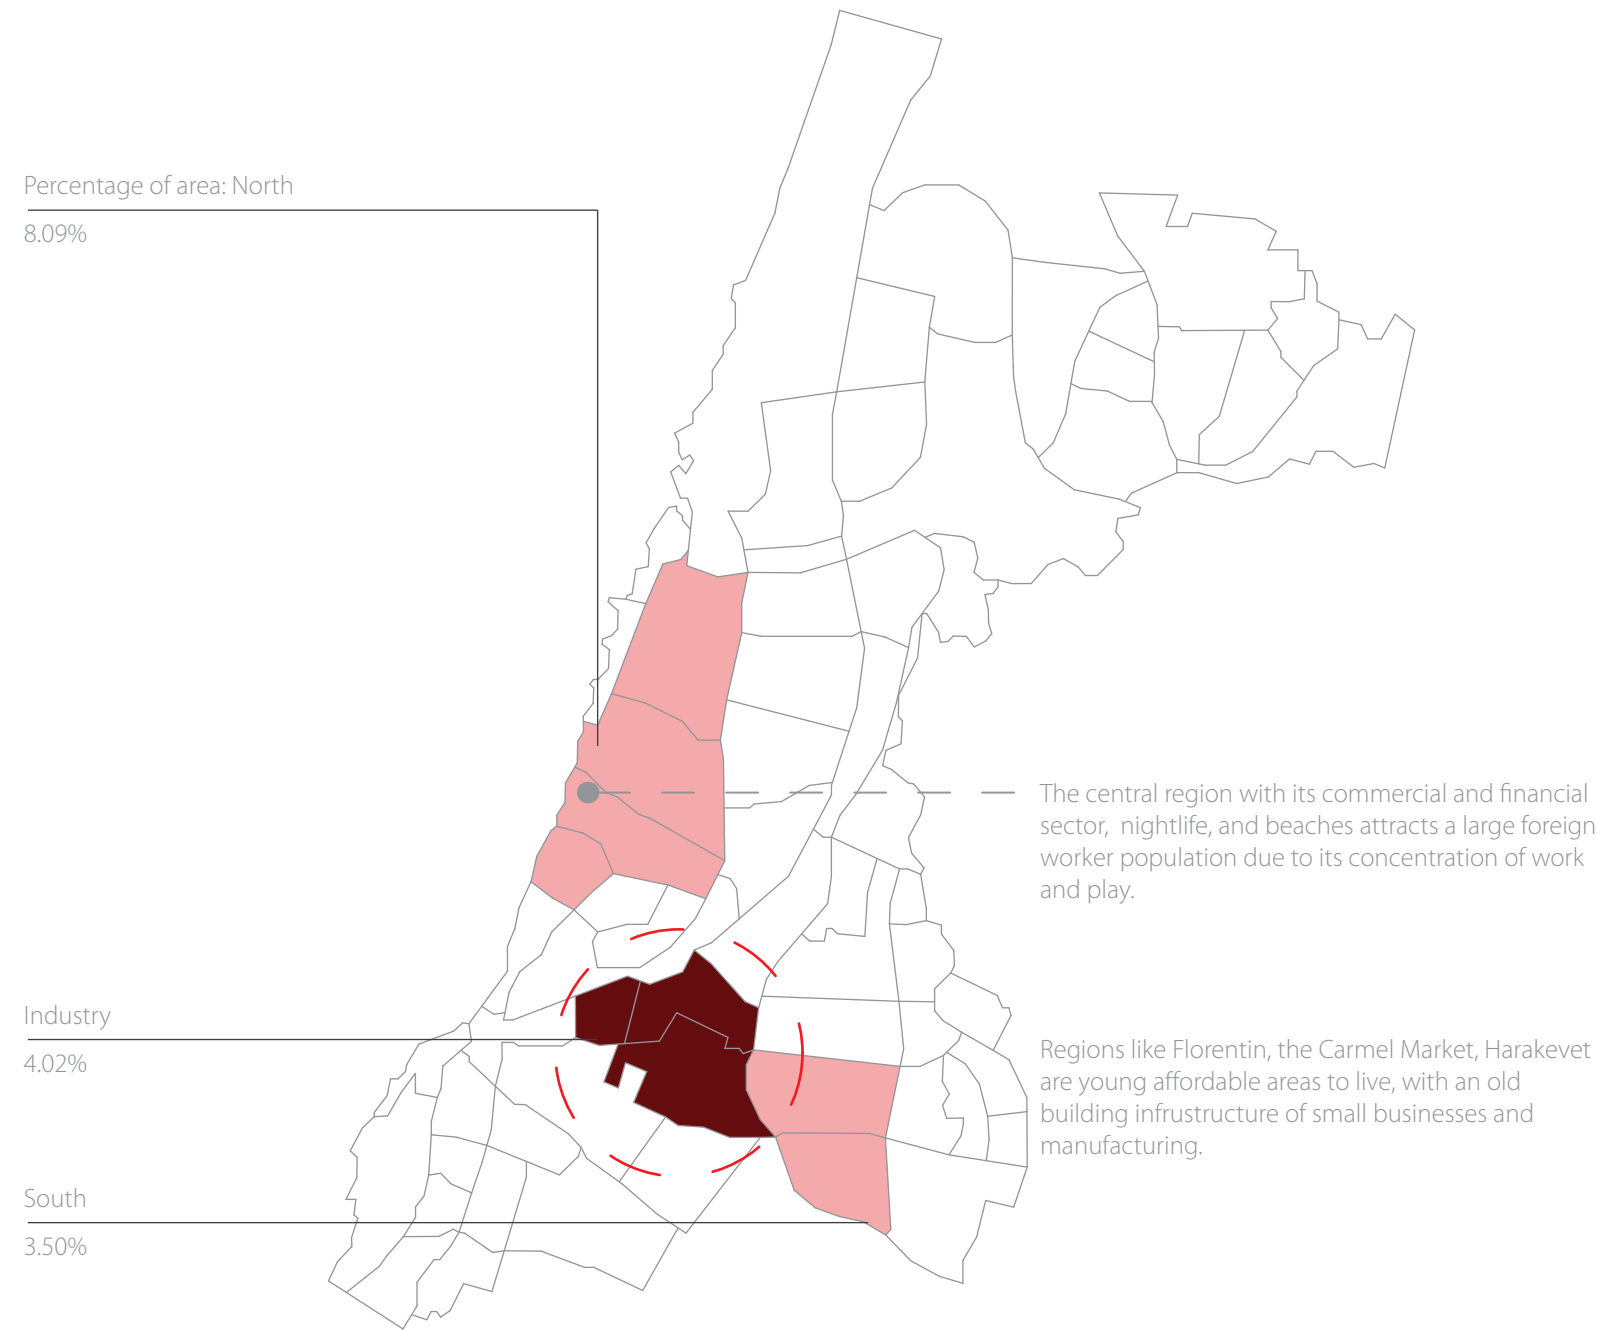 Percentage of area: North
8.09%
The central region with its commercial and financial
sector,  nightlife, and beaches attracts a large foreign
worker population due to its concentration of work
and play.
Industry
4.02%
Regions like Florentin, the Carmel Market, Harakevet
are young affordable areas to live, with an old
building infrustructure of small businesses and
manufacturing.
South
3.50%